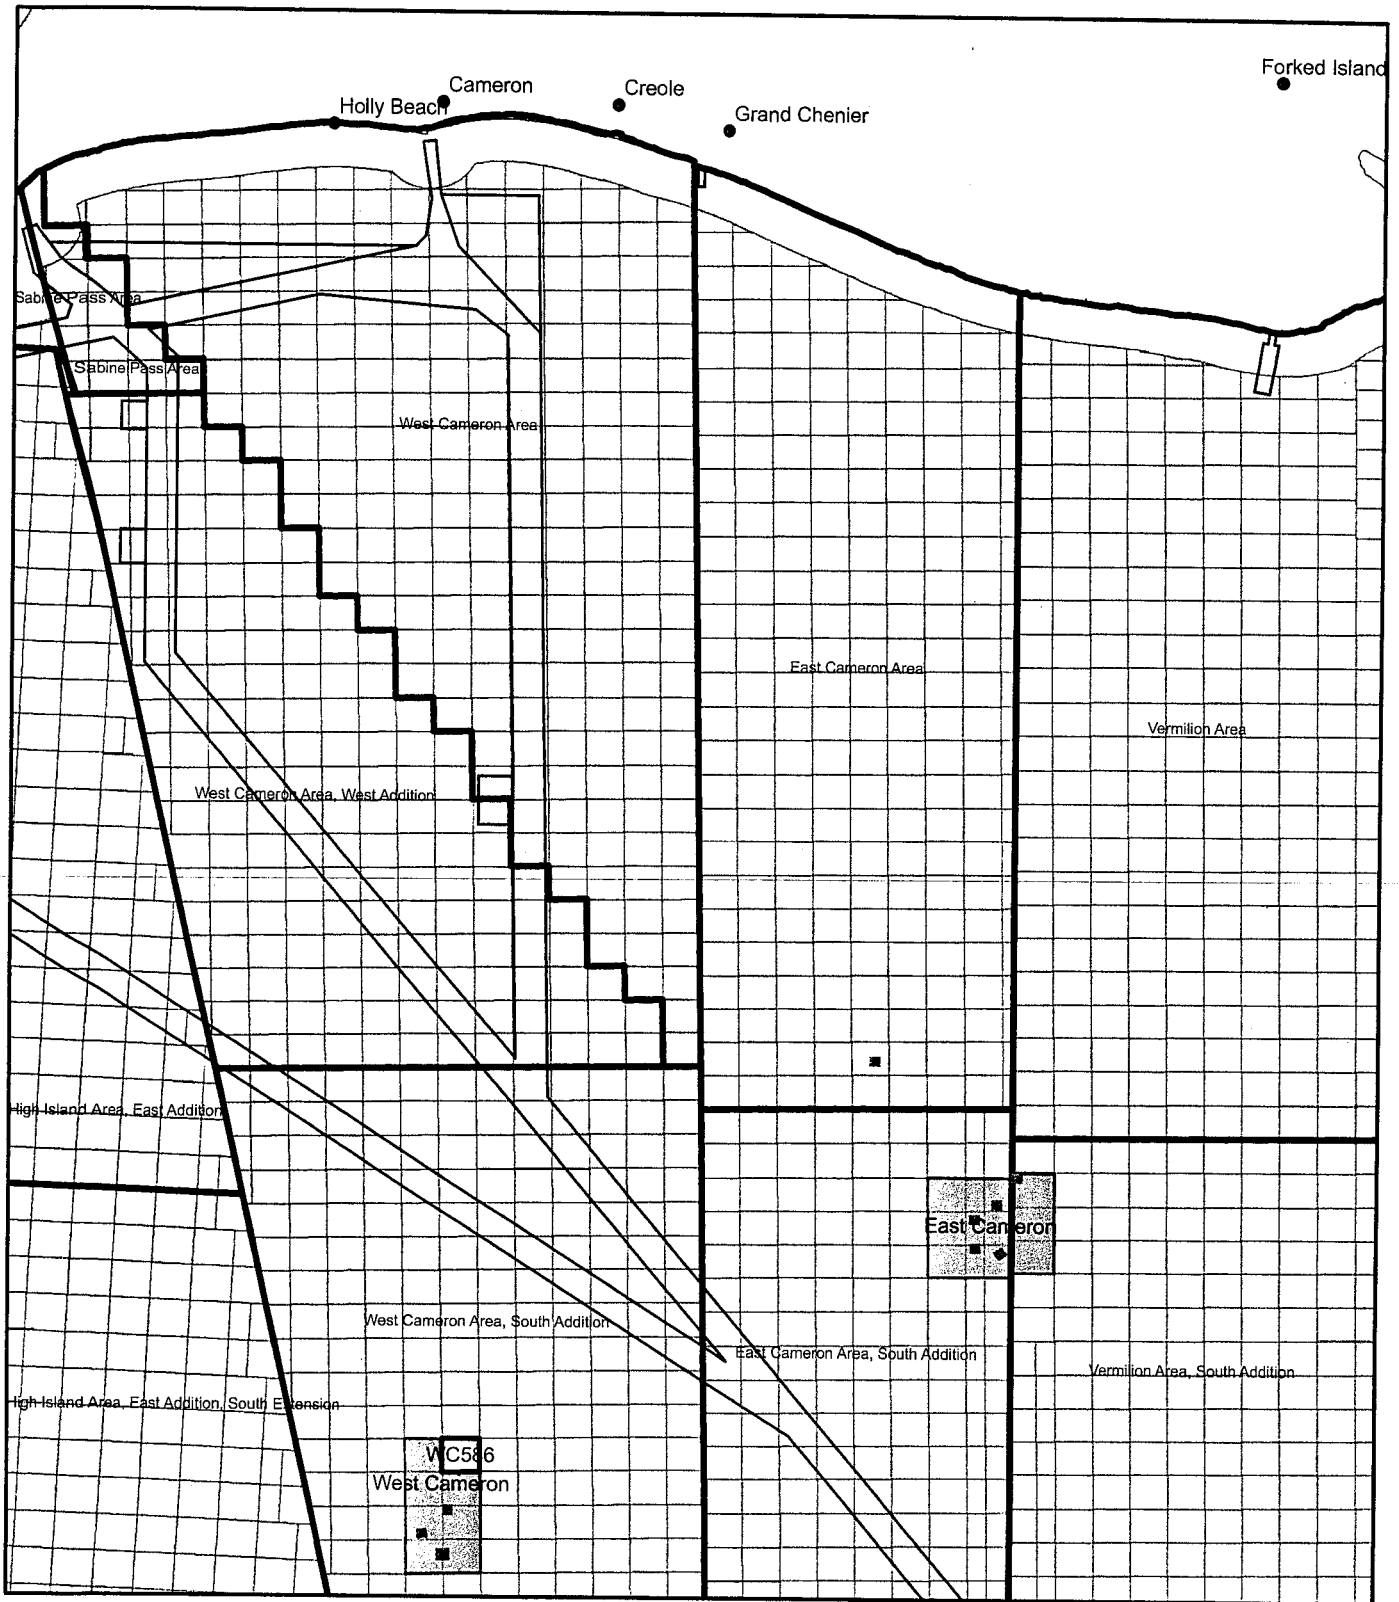 Forked Island
Cameron
Creole
Holly Beach
Grand Chenier
Sabine Pass Area
Sabine Pass Area
West Cameron Area
East Cameron Area
Vermilion Area
West Cameron Area, West Addition
High Island Area, East Addition
East Cameron
West Cameron Area, South Addition
East Cameron Area, South Addition
Vermilion Area, South Addition
High Island Area, East Addition, South Extension
WC586
West Cameron